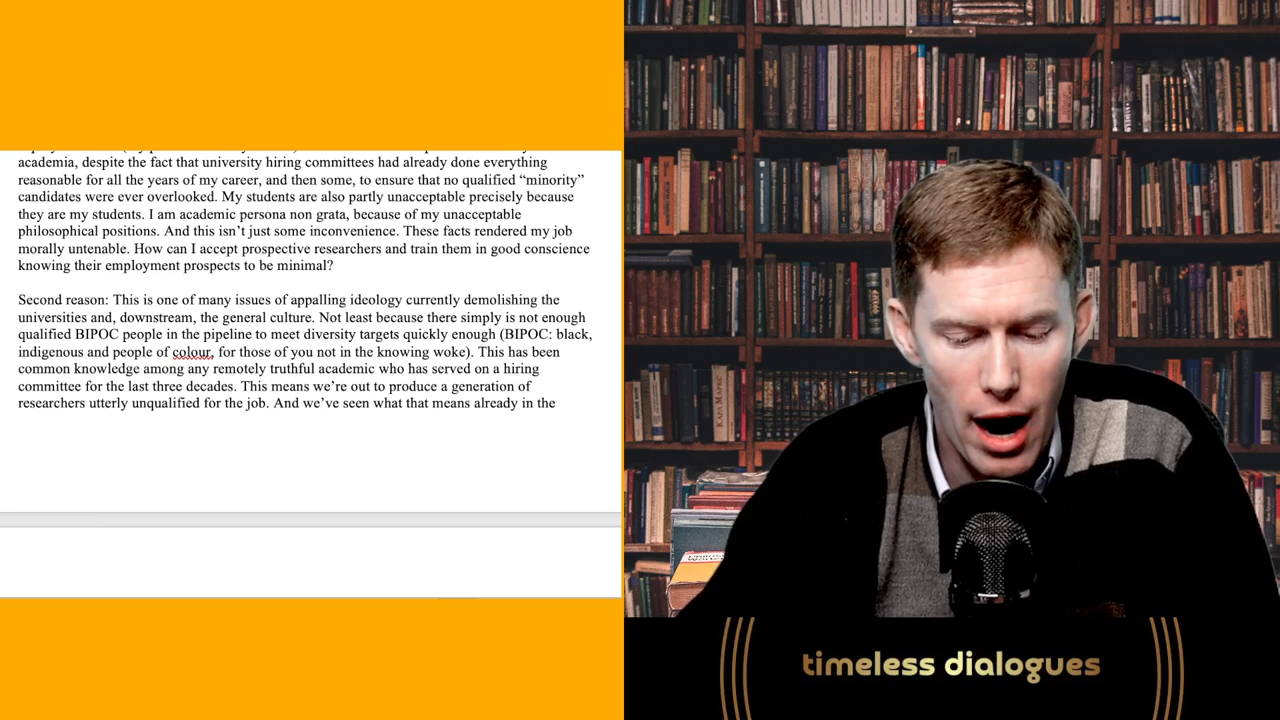 academia, despite the fact that university hiring committees had already done everything
reasonable for all the years of my career, and then some, to ensure that no qualified “minority”
candidates were ever overlooked. My students are also partly unacceptable precisely because
they are my students. I am academic persona non grata, because of my unacceptable
philosophical positions. And this isn’t just some inconvenience. These facts rendered my job
morally untenable. How can I accept prospective researchers and train them in good conscience
knowing their employment prospects to be minimal?
Second reason: This is one of many issues of appalling ideology currently demolishing the
universities and, downstream, the general culture. Not least because there simply is not enough
qualified BIPOC people in the pipeline to meet diversity targets quickly enough (BIPOC: black,
indigenous and people of colour, for those of you not in the knowing woke). This has been
common knowledge among any remotely truthful academic who has served on a hiring
committee for the last three decades. This means we’re out to produce a generation of
researchers utterly unqualified for the job. And we’ve seen what that means already in the
КАРЛ МАРКС
timeless dialogues